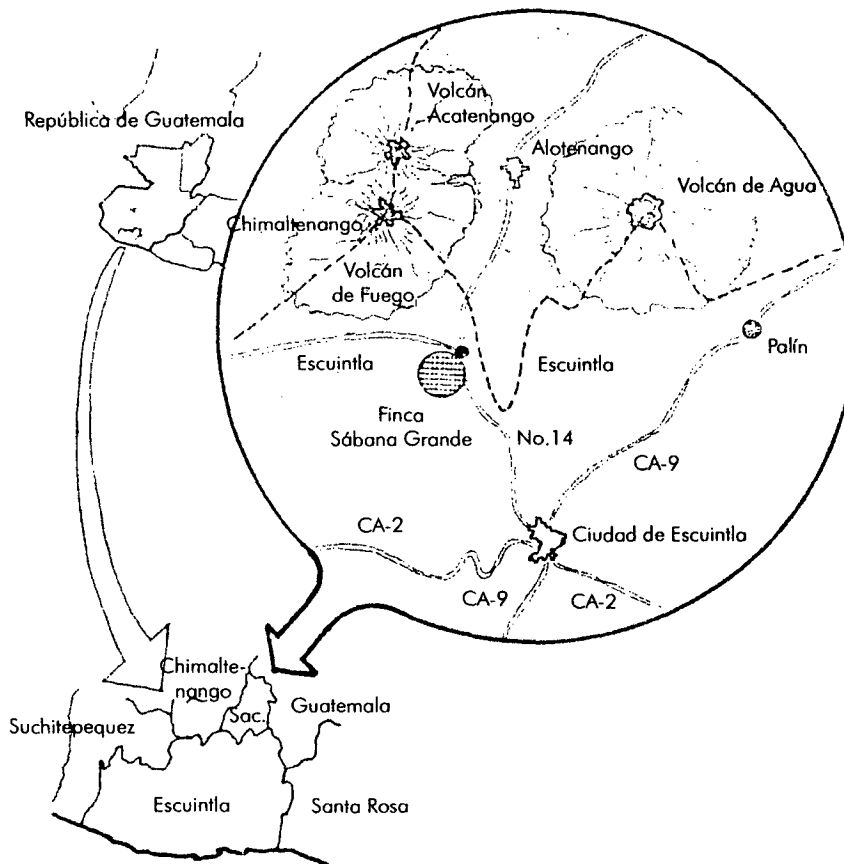 República de Guatemala
Volcán
Acatenango
Alotenango
Volcán de Agua
Chimaltenango
Volcán
de Fuego
Palín
Escuintla
Escuintla
Finca
Sábana Grande
No.14
CA-9
CA-2
Ciudad de Escuintla
CA-9
CA-2
Chimalte-
nango
Suchitepequez
Sac.
Guatemala
Escuintla
Santa Rosa